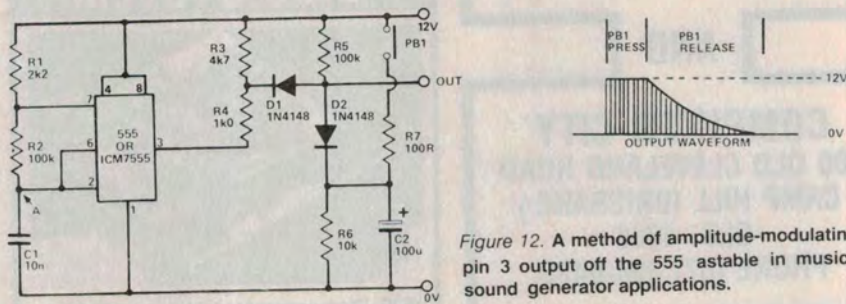 12V
R1
2k2
R3
4k7
R5
100k
PB1
4 8
7
OUT
R4
1k0
D1
1N4148
D2
1N4148
R2
100k
6
555
OR
ICM7555
3
R7
100R
2
A
1
C1
10n
R6
10k
+
C2
100u
0V
PB1
PRESS
PB1
RELEASE
12V
0V
OUTPUT WAVEFORM
Figure 12. A method of amplitude-modulatin
pin 3 output off the 555 astable in music
sound generator applications.